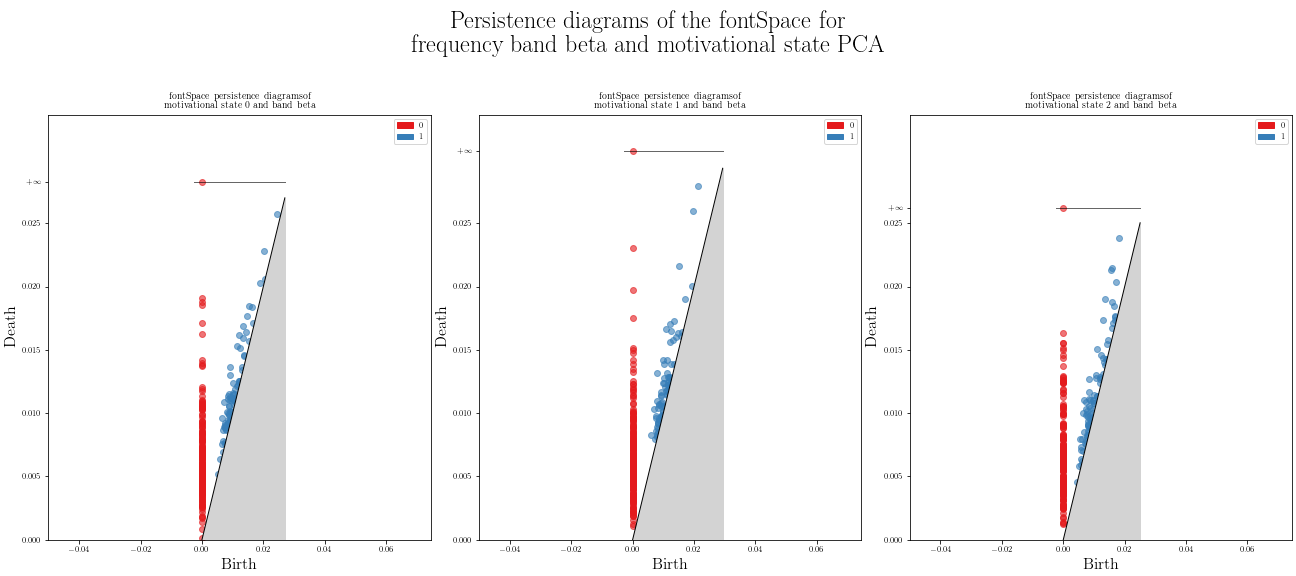 Persistence diagrams of the fontSpace for
frequency band beta and motivational state PCA
fontSpace persistence diagramsof
motivational state 0 and band beta
0
1
+∞
0.025
0.020
0.015
0.010
0.005
0.000
Death
−0.04 −0.02 0.00 0.02 0.04 0.06
Birth
fontSpace persistence diagramsof
motivational state 1 and band beta
0
1
+∞
0.025
0.020
0.015
0.010
0.005
0.000
Death
−0.04 −0.02 0.00 0.02 0.04 0.06
Birth
fontSpace persistence diagramsof
motivational state 2 and band beta
0
1
+∞
0.025
0.020
0.015
0.010
0.005
0.000
Death
−0.04 −0.02 0.00 0.02 0.04 0.06
Birth